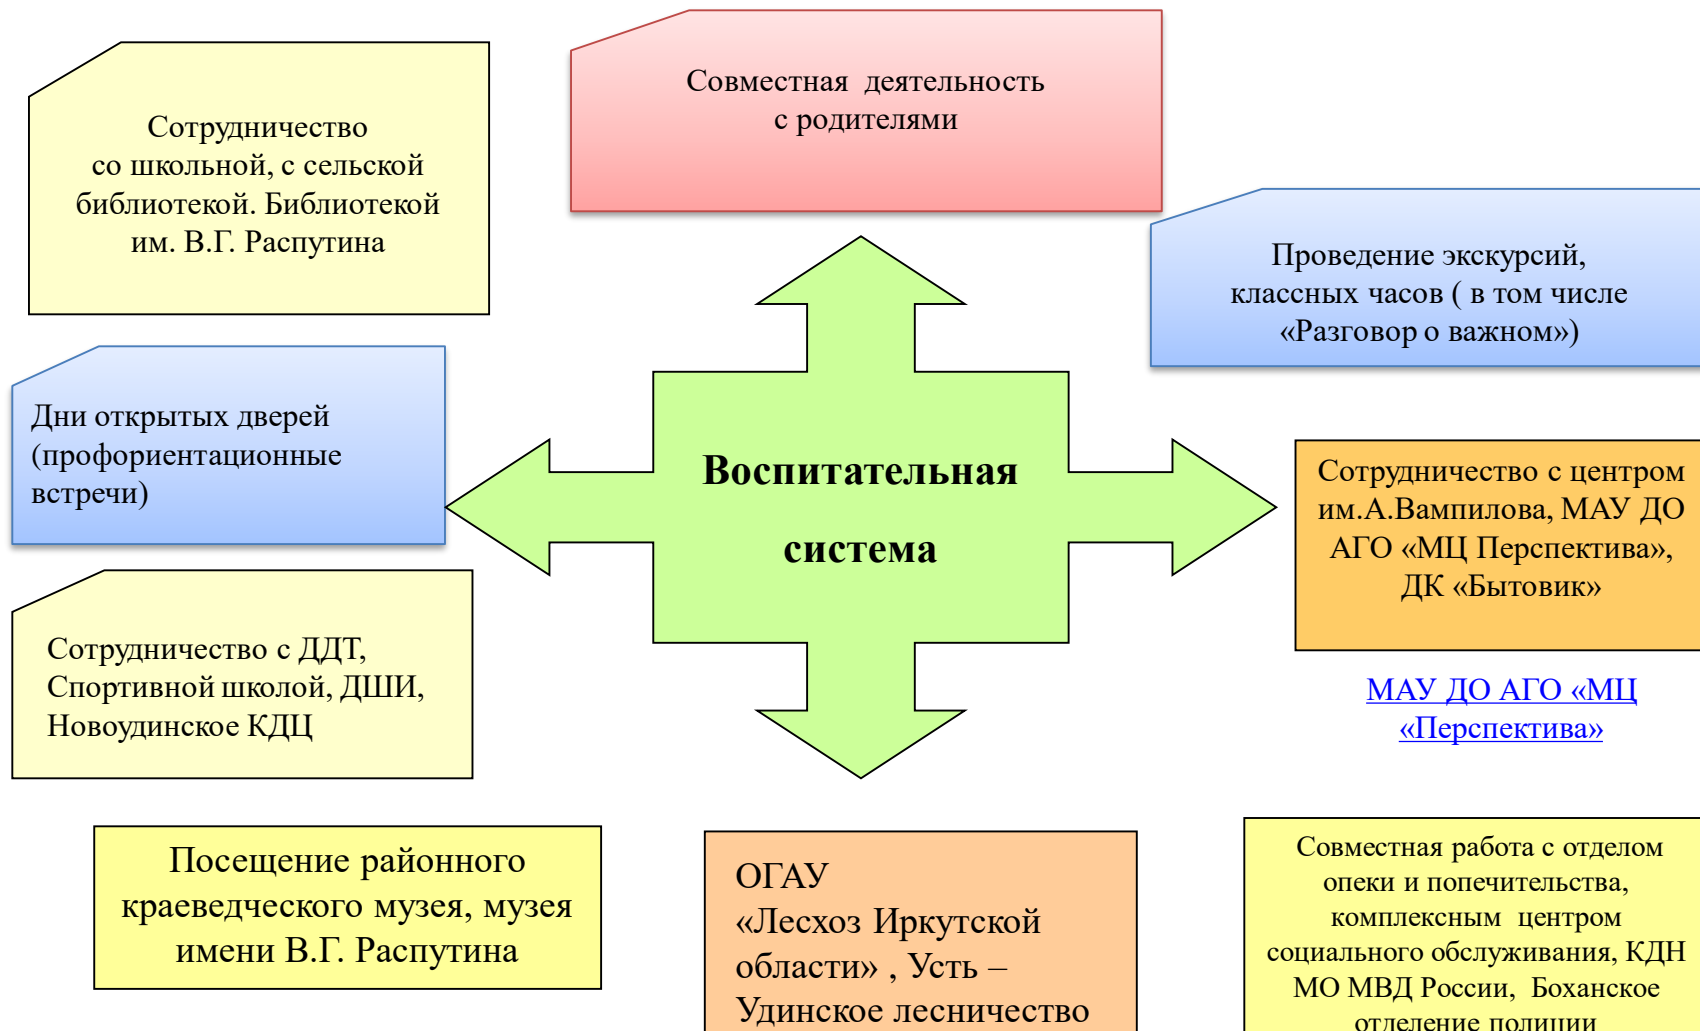 Совместная деятельность
с родителями
Сотрудничество
со школьной, с сельской
библиотекой. Библиотекой
им. В.Г. Распутина
Проведение экскурсий,
классных часов ( в том числе
«Разговор о важном»)
Дни открытых дверей
(профориентационные
встречи)
Воспитательная
система
Сотрудничество с центром
им.А.Вампилова, МАУ ДО
АГО «МЦ Перспектива»,
ДК «Бытовик»
Сотрудничество с ДДТ,
Спортивной школой, ДШИ,
Новоудинское КДЦ
МАУ ДО АГО «МЦ
«Перспектива»
Посещение районного
краеведческого музея, музея
имени В.Г. Распутина
ОГАУ
«Лесхоз Иркутской
области» , Усть –
Удинское лесничество
Совместная работа с отделом
опеки и попечительства,
комплексным центром
социального обслуживания, КДН
МО МВД России, Боханское
отделение полиции